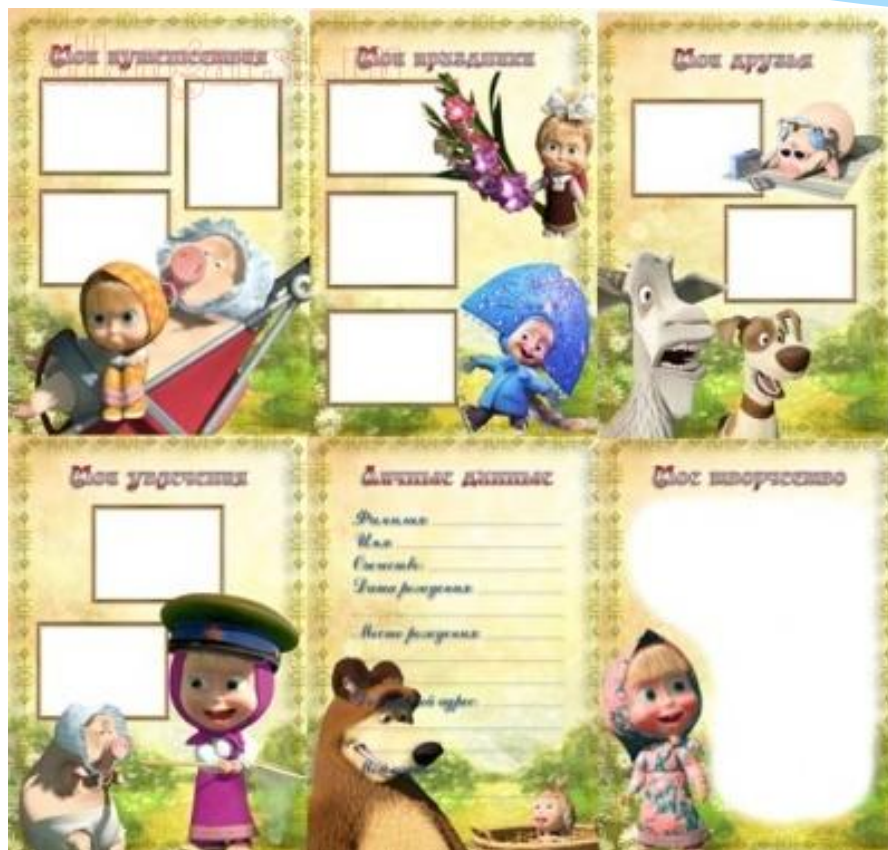 Мои путешествия
Мои праздники
Мои друзья
Мои увлечения
Личные данные
Фамилия:
Имя:
Отчество:
Дата рождения:
Место рождения:
адрес:
Мое творчество